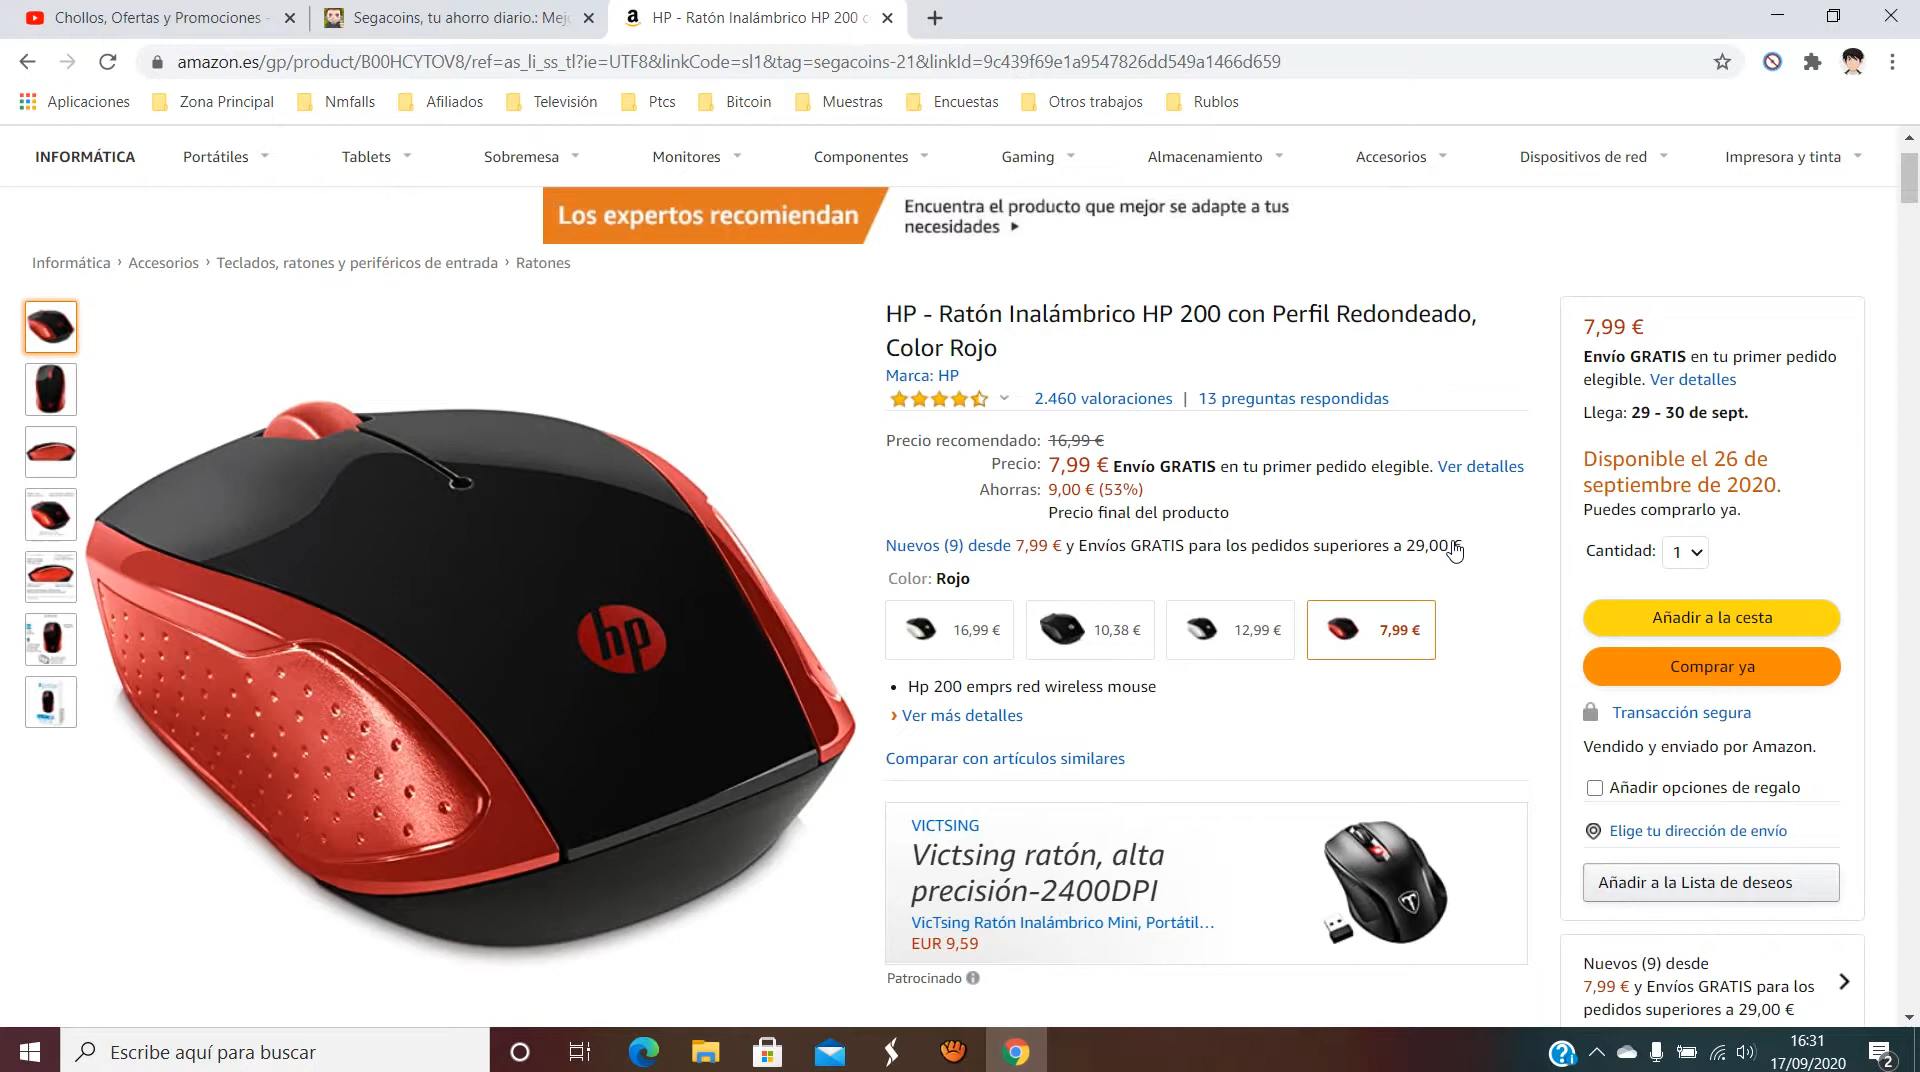 Chollos, Ofertas y Promociones -
Segacoins, tu ahorro diario.: Mej
HP - Ratón Inalámbrico HP 200 c
amazon.es/gp/product/B00HCYTOV8/ref=as_li_ss_tl?ie=UTF8&linkCode=sl1&tag=segacoins-21&linkId=9c439f69e1a9547826dd549a1466d659
Aplicaciones Zona Principal Nmfalls Afiliados Televisión Ptcs Bitcoin Muestras Encuestas Otros trabajos Rublos
INFORMÁTICA Portátiles Tablets Sobremesa Monitores Componentes Gaming Almacenamiento Accesorios Dispositivos de red Impresora y tinta
Los expertos recomiendan
Encuentra el producto que mejor se adapte a tus
necesidades ▸
Informática › Accesorios › Teclados, ratones y periféricos de entrada › Ratones
hp
HP - Ratón Inalámbrico HP 200 con Perfil Redondeado,
Color Rojo
Marca: HP
2.460 valoraciones | 13 preguntas respondidas
Precio recomendado: 16,99 €
Precio: 7,99 € Envío GRATIS en tu primer pedido elegible. Ver detalles
Ahorras: 9,00 € (53%)
Precio final del producto
Nuevos (9) desde 7,99 € y Envíos GRATIS para los pedidos superiores a 29,00 €
Color: Rojo
16,99 € 10,38 € 12,99 € 7,99 €
• Hp 200 emprs red wireless mouse
› Ver más detalles
Comparar con artículos similares
VICTSING
Victsing ratón, alta
precisión-2400DPI
VicTsing Ratón Inalámbrico Mini, Portátil…
EUR 9,59
Patrocinado
7,99 €
Envío GRATIS en tu primer pedido
elegible. Ver detalles
Llega: 29 - 30 de sept.
Disponible el 26 de
septiembre de 2020.
Puedes comprarlo ya.
Cantidad: 1
Añadir a la cesta
Comprar ya
Transacción segura
Vendido y enviado por Amazon.
Añadir opciones de regalo
Elige tu dirección de envío
Añadir a la Lista de deseos
Nuevos (9) desde
7,99 € y Envíos GRATIS para los
pedidos superiores a 29,00 €
Escribe aquí para buscar
16:31
17/09/2020
2